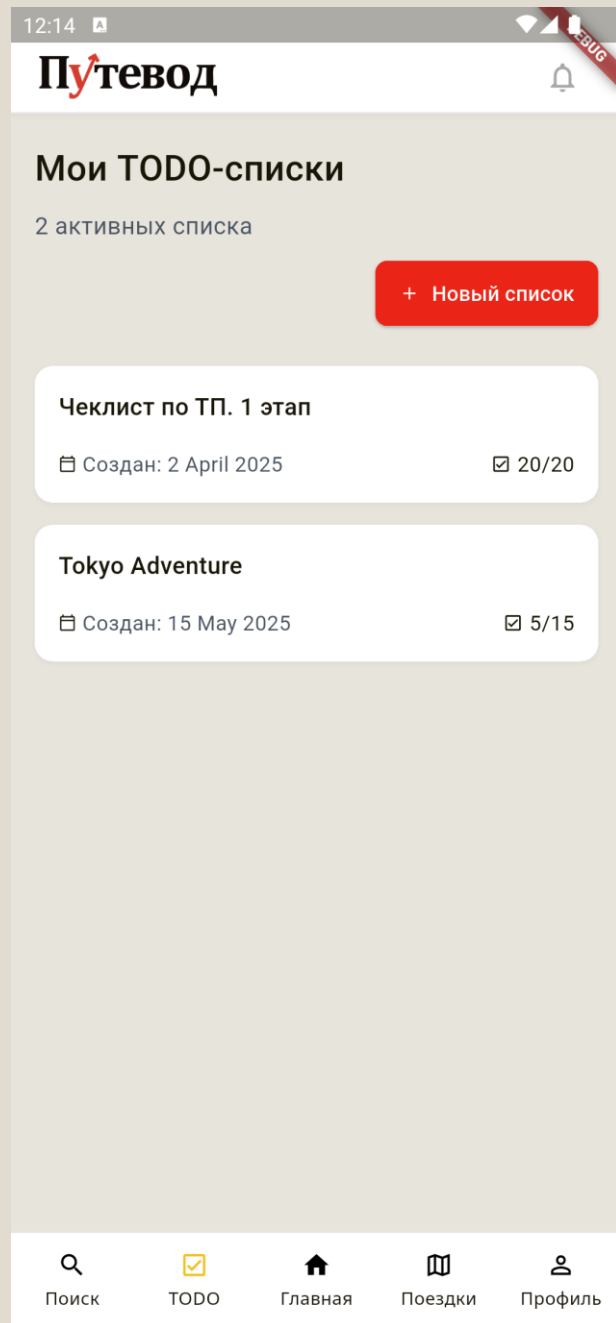 12:14 A
DEBUG
Путевод
Мои TODO-списки
2 активных списка
+ Новый список
Чеклист по ТП. 1 этап
Создан: 2 April 2025 20/20
Tokyo Adventure
Создан: 15 May 2025 5/15
Поиск TODO Главная Поездки Профиль